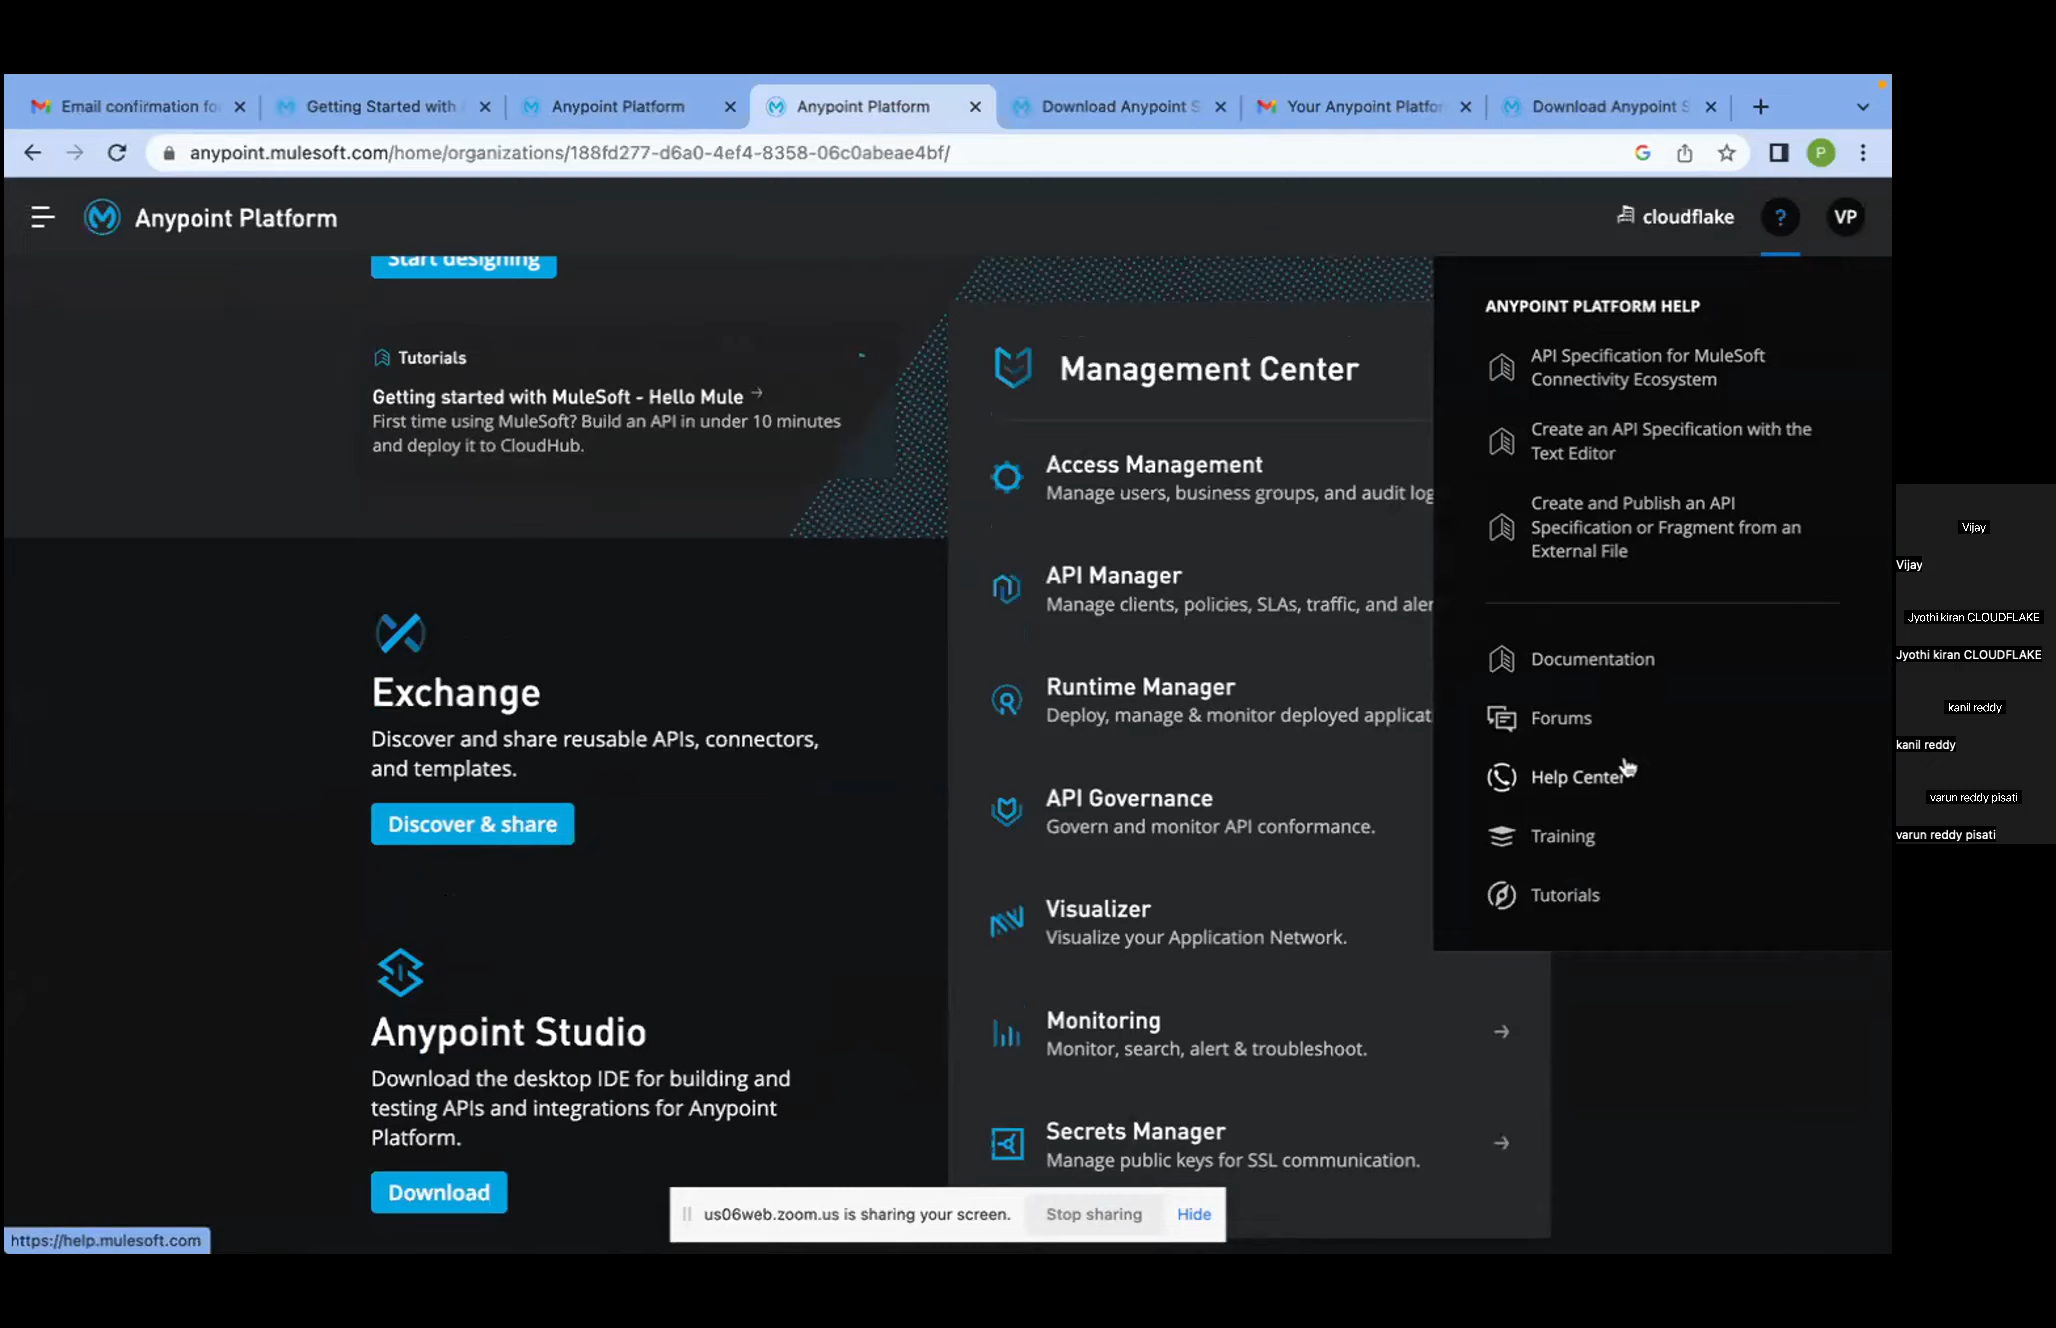 Email confirmation fo
Getting Started with
Anypoint Platform
Anypoint Platform
Download Anypoint S
Your Anypoint Platfor
Download Anypoint S
anypoint.mulesoft.com/home/organizations/188fd277-d6a0-4ef4-8358-06c0abeae4bf/
P
Anypoint Platform
cloudflake
?
VP
Start designing
Tutorials
Getting started with MuleSoft - Hello Mule →
First time using MuleSoft? Build an API in under 10 minutes
and deploy it to CloudHub.
Exchange
Discover and share reusable APIs, connectors,
and templates.
Discover & share
Anypoint Studio
Download the desktop IDE for building and
testing APIs and integrations for Anypoint
Platform.
Download
Management Center
Access Management
Manage users, business groups, and audit log
API Manager
Manage clients, policies, SLAs, traffic, and aler
Runtime Manager
Deploy, manage & monitor deployed applicat
API Governance
Govern and monitor API conformance.
Visualizer
Visualize your Application Network.
Monitoring
Monitor, search, alert & troubleshoot.
Secrets Manager
Manage public keys for SSL communication.
ANYPOINT PLATFORM HELP
API Specification for MuleSoft
Connectivity Ecosystem
Create an API Specification with the
Text Editor
Create and Publish an API
Specification or Fragment from an
External File
Documentation
Forums
Help Center
Training
Tutorials
us06web.zoom.us is sharing your screen.
Stop sharing
Hide
https://help.mulesoft.com
Vijay
Vijay
Jyothi kiran CLOUDFLAKE
Jyothi kiran CLOUDFLAKE
kanil reddy
kanil reddy
varun reddy pisati
varun reddy pisati